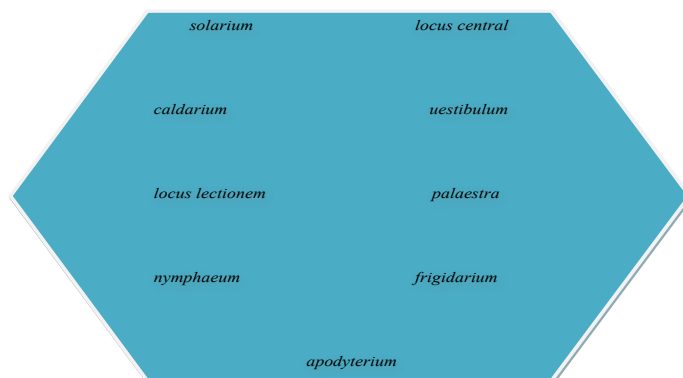 solarium locus central
caldarium uestibulum
locus lectionem palaestra
nymphaeum frigidarium
apodyterium